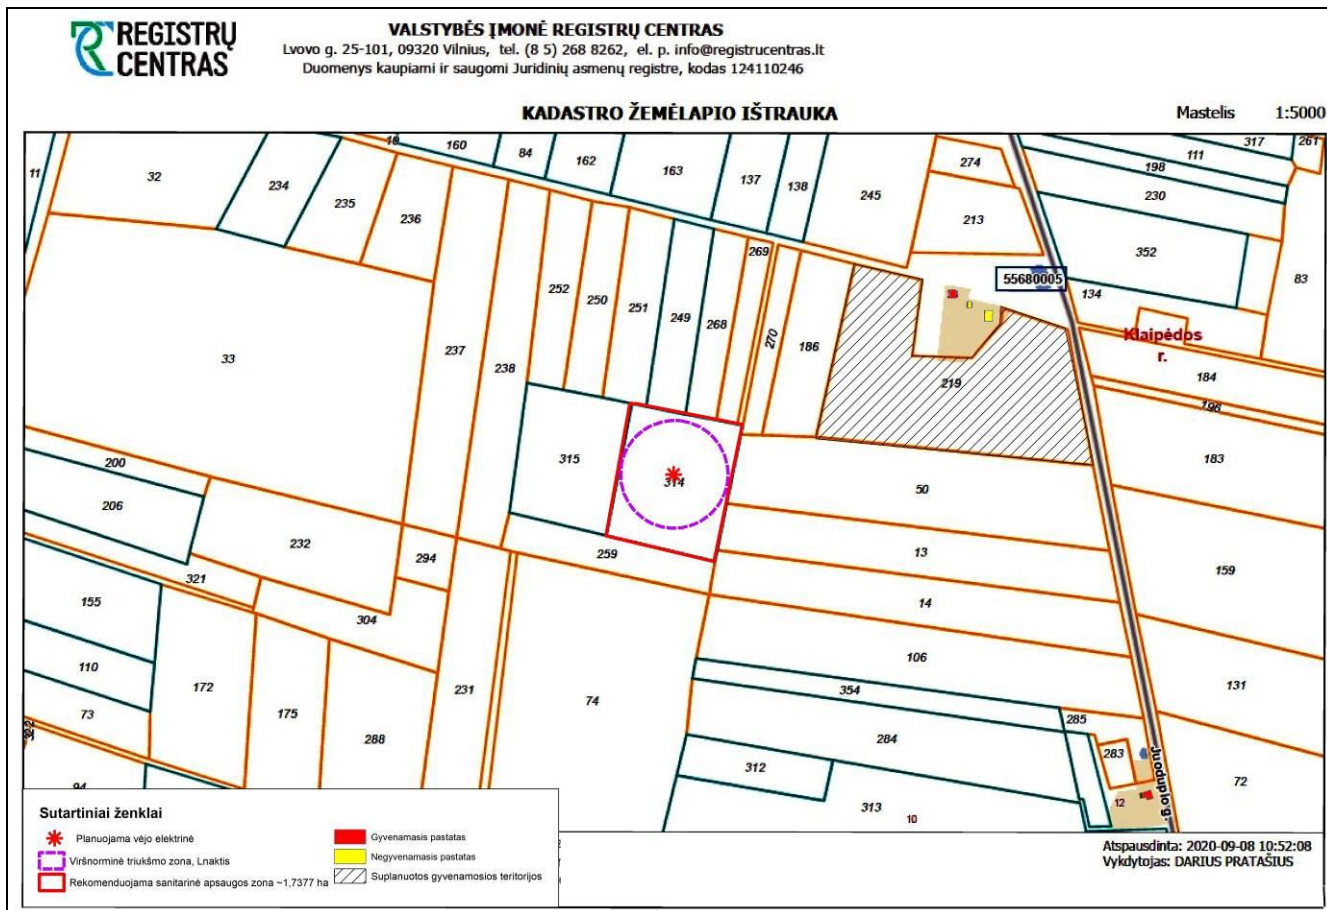 REGISTRŲ
CENTRAS
VALSTYBĖS ĮMONĖ REGISTRŲ CENTRAS
Lvovo g. 25-101, 09320 Vilnius, tel. (8 5) 268 8262, el. p. info@registrucentras.lt
Duomenys kaupiami ir saugomi Juridinių asmenų registre, kodas 124110246
KADASTRO ŽEMĖLAPIO IŠTRAUKA
Mastelis 1:5000
11 32 234 235 236 160 84 162 163 137 138 245 274 213 317 261 111 198 230 352 83
269 252 250 251 249 268 270 186 55680005 134
Klaipėdos
r.
33 237 238 219 184 196
315 314 50 183
200 206 232 294 259 13 159
321 155 304 14
110 172 231 106 131
73 175 288 74 354 285
322 284 283 Juodupio g.
94 312 72
313 10 12
Sutartiniai ženklai
Planuojama vėjo elektrinė
Viršnorminė triukšmo zona, Lnaktis
Rekomenduojama sanitarinė apsaugos zona ~1,7377 ha
Gyvenamasis pastatas
Negyvenamasis pastatas
Suplanuotos gyvenamosios teritorijos
Atspausdinta: 2020-09-08 10:52:08
Vykdytojas: DARIUS PRATAŠIUS